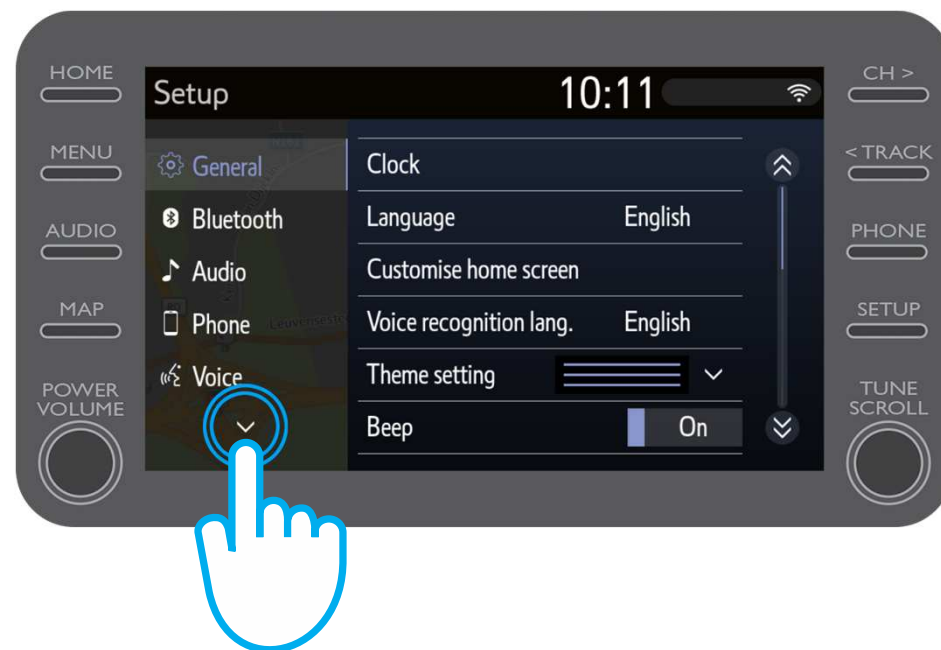 HOME
MENU
AUDIO
MAP
POWER
VOLUME
Setup 10:11
General
Bluetooth
Audio
Phone
Voice
Clock
Language English
Customise home screen
Voice recognition lang. English
Theme setting
Beep On
CH >
< TRACK
PHONE
SETUP
TUNE
SCROLL